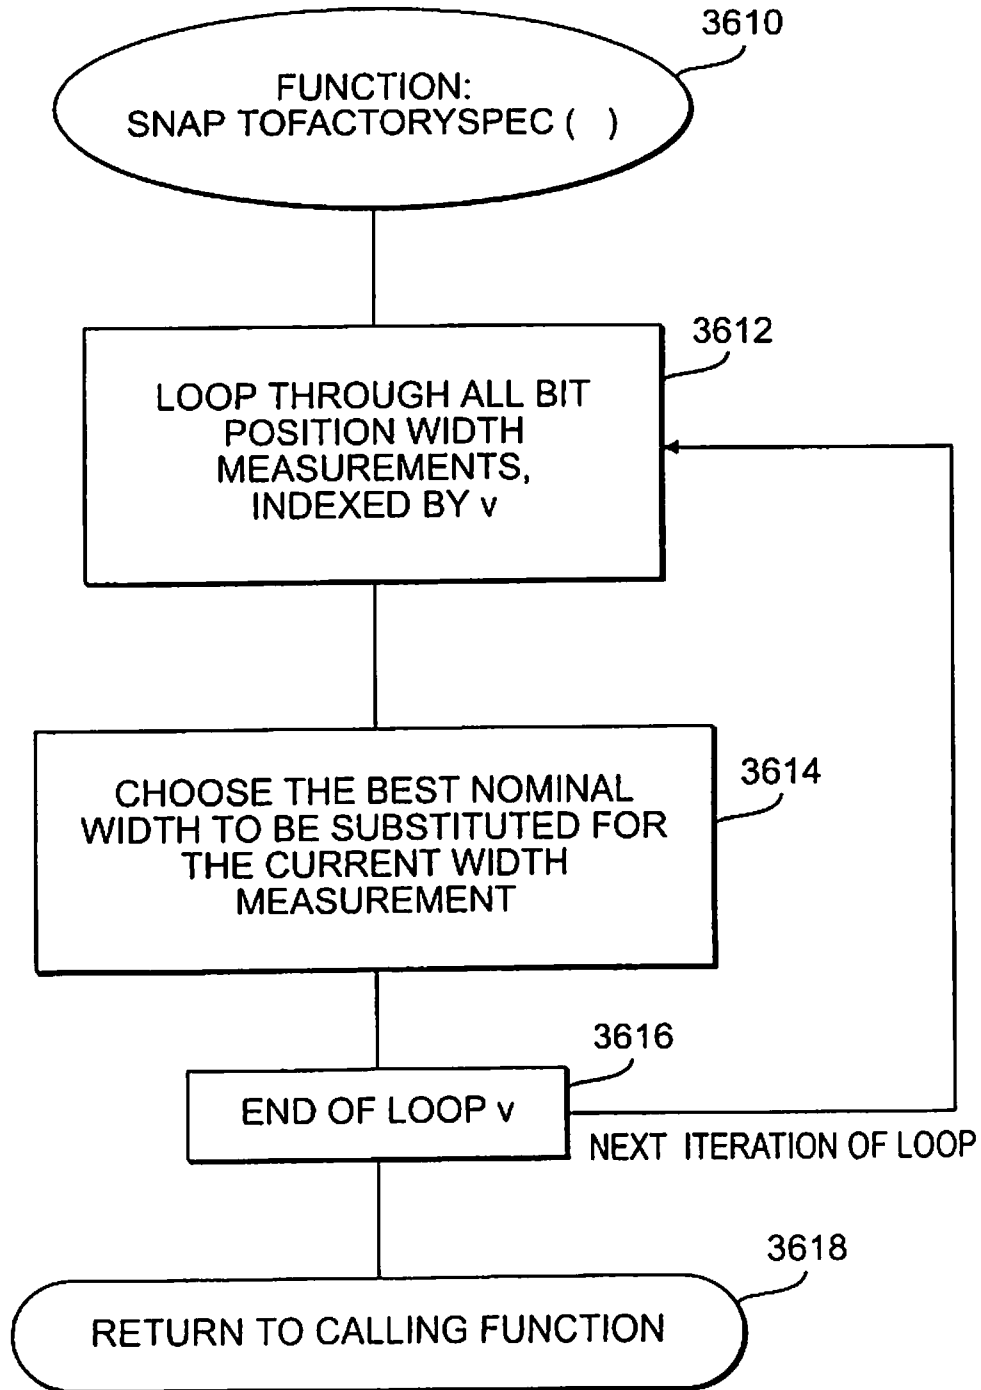 3610
FUNCTION:
SNAP TOFACTORYSPEC (  )
3612
LOOP THROUGH ALL BIT
POSITION WIDTH
MEASUREMENTS,
INDEXED BY v
3614
CHOOSE THE BEST NOMINAL
WIDTH TO BE SUBSTITUTED FOR
THE CURRENT WIDTH
MEASUREMENT
3616
END OF LOOP v
NEXT ITERATION OF LOOP
3618
RETURN TO CALLING FUNCTION